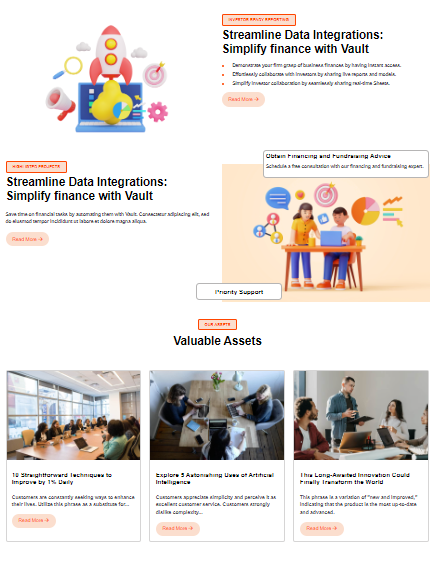 INVESTOR READY REPORTING
Streamline Data Integrations:
Simplify finance with Vault
Demonstrate your firm grasp of business finances by having instant access.
Effortlessly collaborate with investors by sharing live reports and models.
Simplify investor collaboration by seamlessly sharing real-time Sheets.
Read More →
Obtain Financing and Fundraising Advice
Schedule a free consultation with our financing and fundraising expert.
Streamline Data Integrations:
Simplify finance with Vault
Save time on financial tasks by automating them with Vault. Consectetur adipiscing elit, sed
do eiusmod tempor incididunt ut labore et dolore magna aliqua.
Read More →
Priority Support
OUR ASSETS
Valuable Assets
10 Straightforward Techniques to
Improve by 1% Daily
Customers are constantly seeking ways to enhance
their lives. Utilize this phrase as a substitute for...
Read More →
Explore 5 Astonishing Uses of Artificial
Intelligence
Customers appreciate simplicity and perceive it as
excellent customer service. Customers strongly
dislike complexity...
Read More →
This Long-Awaited Innovation Could
Finally Transform the World
This phrase is a variation of "new and improved,"
indicating that the product is the most up-to-date
and advanced.
Read More →